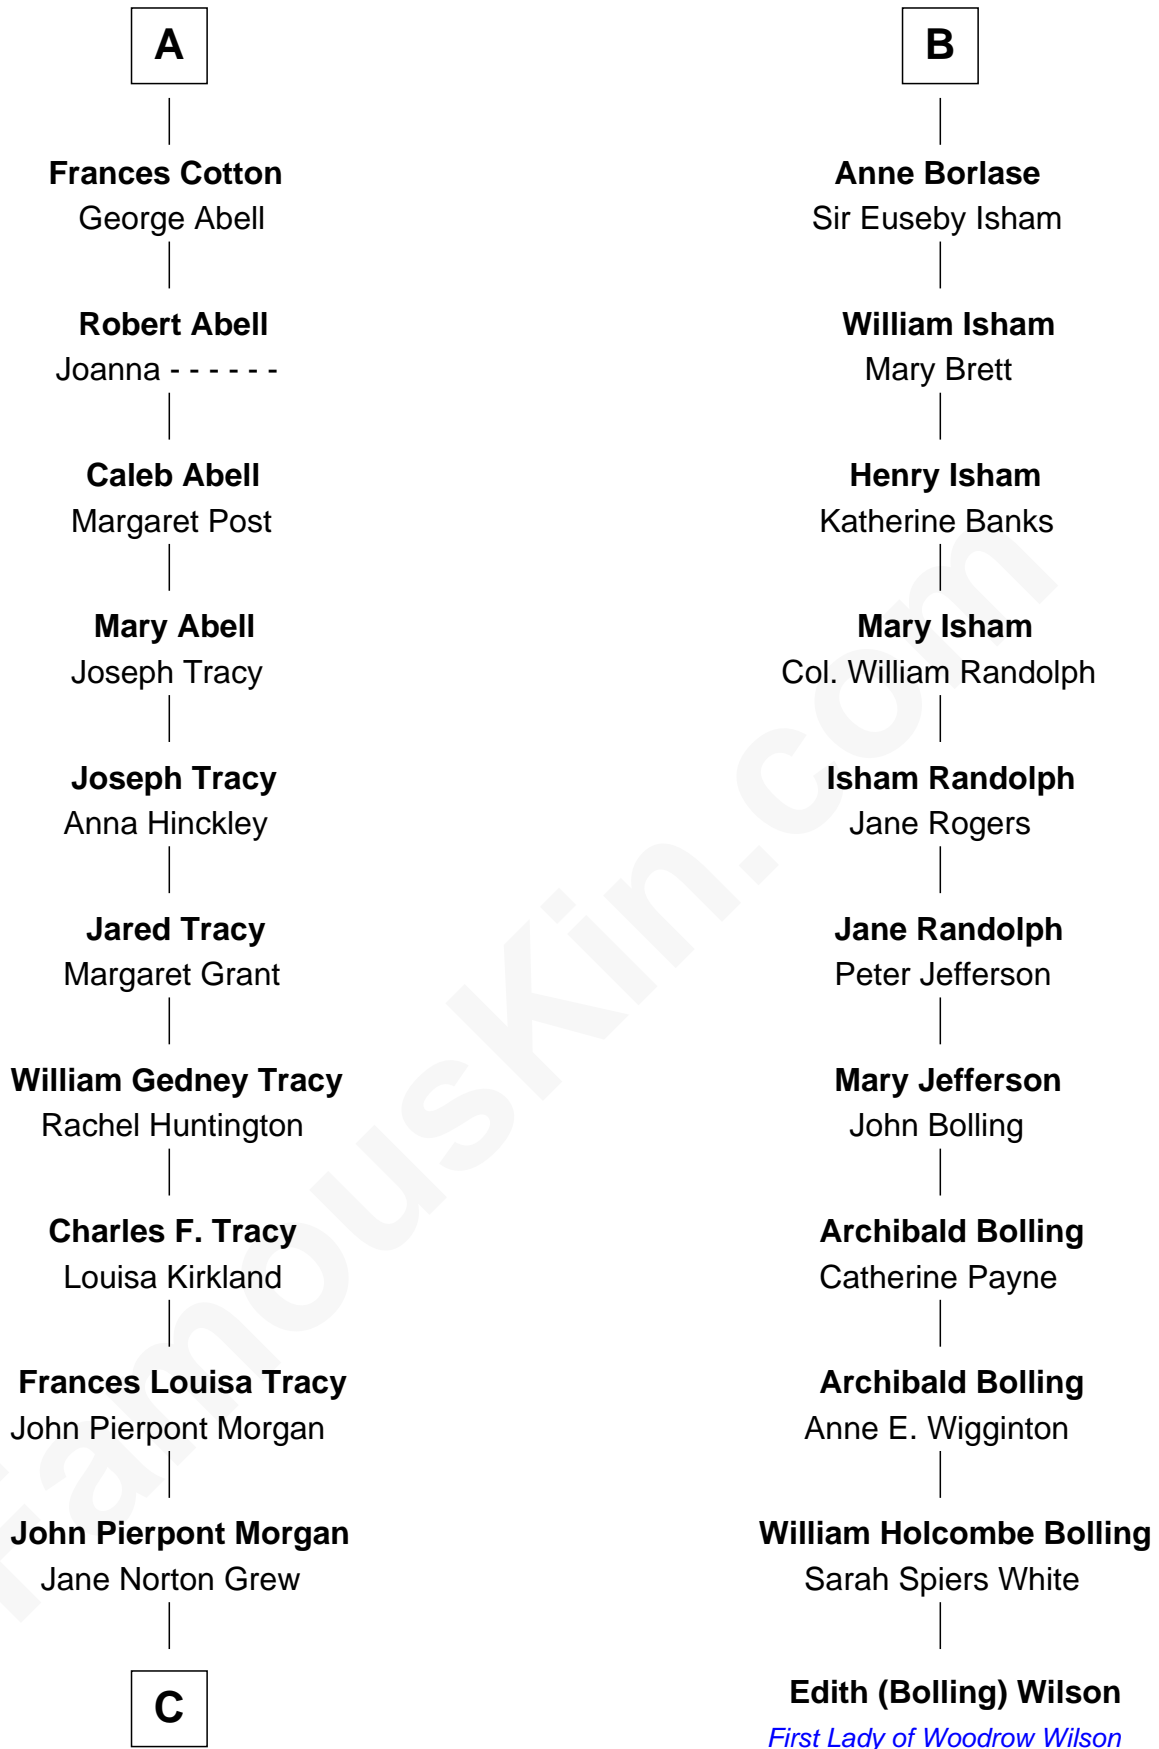 A
Frances Cotton
George Abell
Robert Abell
Joanna - - - - - -
Caleb Abell
Margaret Post
Mary Abell
Joseph Tracy
Joseph Tracy
Anna Hinckley
Jared Tracy
Margaret Grant
William Gedney Tracy
Rachel Huntington
Charles F. Tracy
Louisa Kirkland
Frances Louisa Tracy
John Pierpont Morgan
John Pierpont Morgan
Jane Norton Grew
C
B
Anne Borlase
Sir Euseby Isham
William Isham
Mary Brett
Henry Isham
Katherine Banks
Mary Isham
Col. William Randolph
Isham Randolph
Jane Rogers
Jane Randolph
Peter Jefferson
Mary Jefferson
John Bolling
Archibald Bolling
Catherine Payne
Archibald Bolling
Anne E. Wigginton
William Holcombe Bolling
Sarah Spiers White
Edith (Bolling) Wilson
First Lady of Woodrow Wilson
FamousKin.com